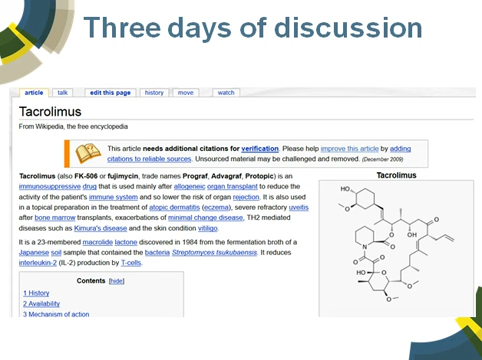 Three days of discussion
article talk edit this page history move watch
Tacrolimus
From Wikipedia, the free encyclopedia
This article needs additional citations for verification. Please help improve this article by adding
citations to reliable sources. Unsourced material may be challenged and removed. (December 2009)
Tacrolimus (also FK-506 or fujimycin, trade names Prograf, Advagraf, Protopic) is an
immunosuppressive drug that is used mainly after allogeneic organ transplant to reduce the
activity of the patient's immune system and so lower the risk of organ rejection. It is also used
in a topical preparation in the treatment of atopic dermatitis (eczema), severe refractory uveitis
after bone marrow transplants, exacerbations of minimal change disease, TH2 mediated
diseases such as Kimura's disease and the skin condition vitiligo.
It is a 23-membered macrolide lactone discovered in 1984 from the fermentation broth of a
Japanese soil sample that contained the bacteria Streptomyces tsukubaensis. It reduces
interleukin-2 (IL-2) production by T-cells.
Contents [hide]
1 History
2 Availability
3 Mechanism of action
Tacrolimus
HO
O
O
O
OH
N
O
O
O
HO
O
O
O